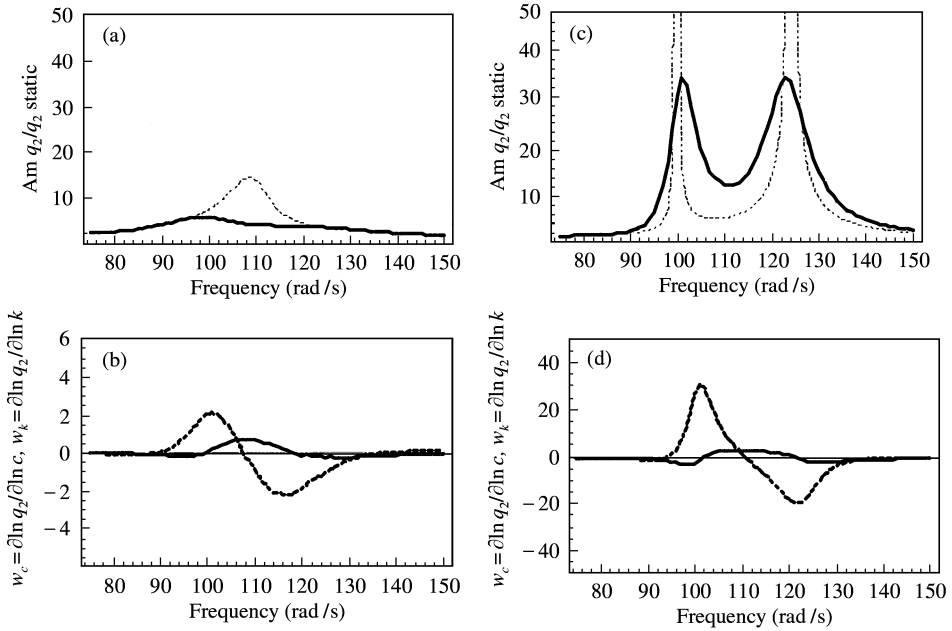 (a)
50
40
30
20
10
Am q₂/q₂ static
80 90 100 110 120 130 140 150
Frequency (rad /s)
(c)
50
40
30
20
10
Am q₂/q₂ static
80 90 100 110 120 130 140 150
Frequency (rad /s)
(b)
6
4
2
0
−2
−4
w_c = ∂ln q₂/∂ln c, w_k = ∂ln q₂/∂ln k
80 90 100 110 120 130 140 150
Frequency (rad /s)
(d)
40
20
0
−20
−40
w_c = ∂ln q₂/∂ln c, w_k = ∂ln q₂/∂ln k
80 90 100 110 120 130 140 150
Frequency (rad /s)